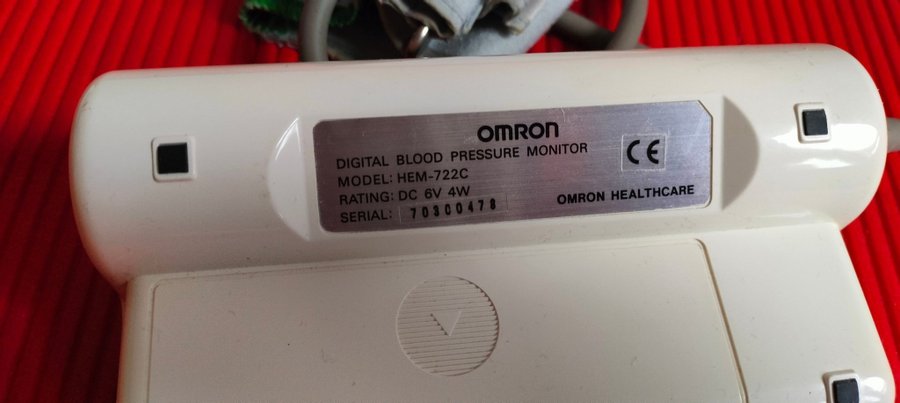 OMRON
DIGITAL BLOOD PRESSURE MONITOR
CE
MODEL: HEM-722C
RATING: DC 6V 4W
SERIAL: 70300478
OMRON HEALTHCARE